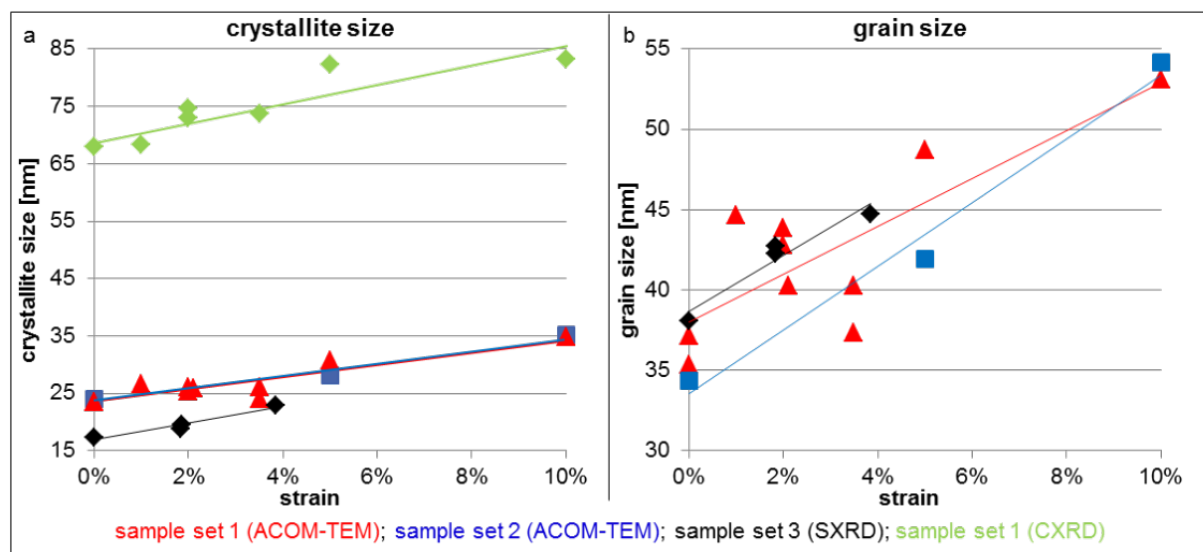 a
crystallite size
crystallite size [nm]
85
75
65
55
45
35
25
15
0%
2%
4%
6%
8%
10%
strain
b
grain size
grain size [nm]
55
50
45
40
35
30
0%
2%
4%
6%
8%
10%
strain
sample set 1 (ACOM-TEM); sample set 2 (ACOM-TEM); sample set 3 (SXRD); sample set 1 (CXRD)